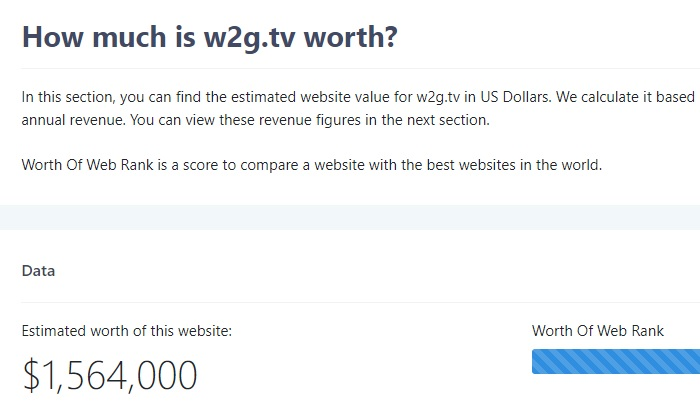 How much is w2g.tv worth?
In this section, you can find the estimated website value for w2g.tv in US Dollars. We calculate it based
annual revenue. You can view these revenue figures in the next section.
Worth Of Web Rank is a score to compare a website with the best websites in the world.
Data
Estimated worth of this website:
Worth Of Web Rank
$1,564,000